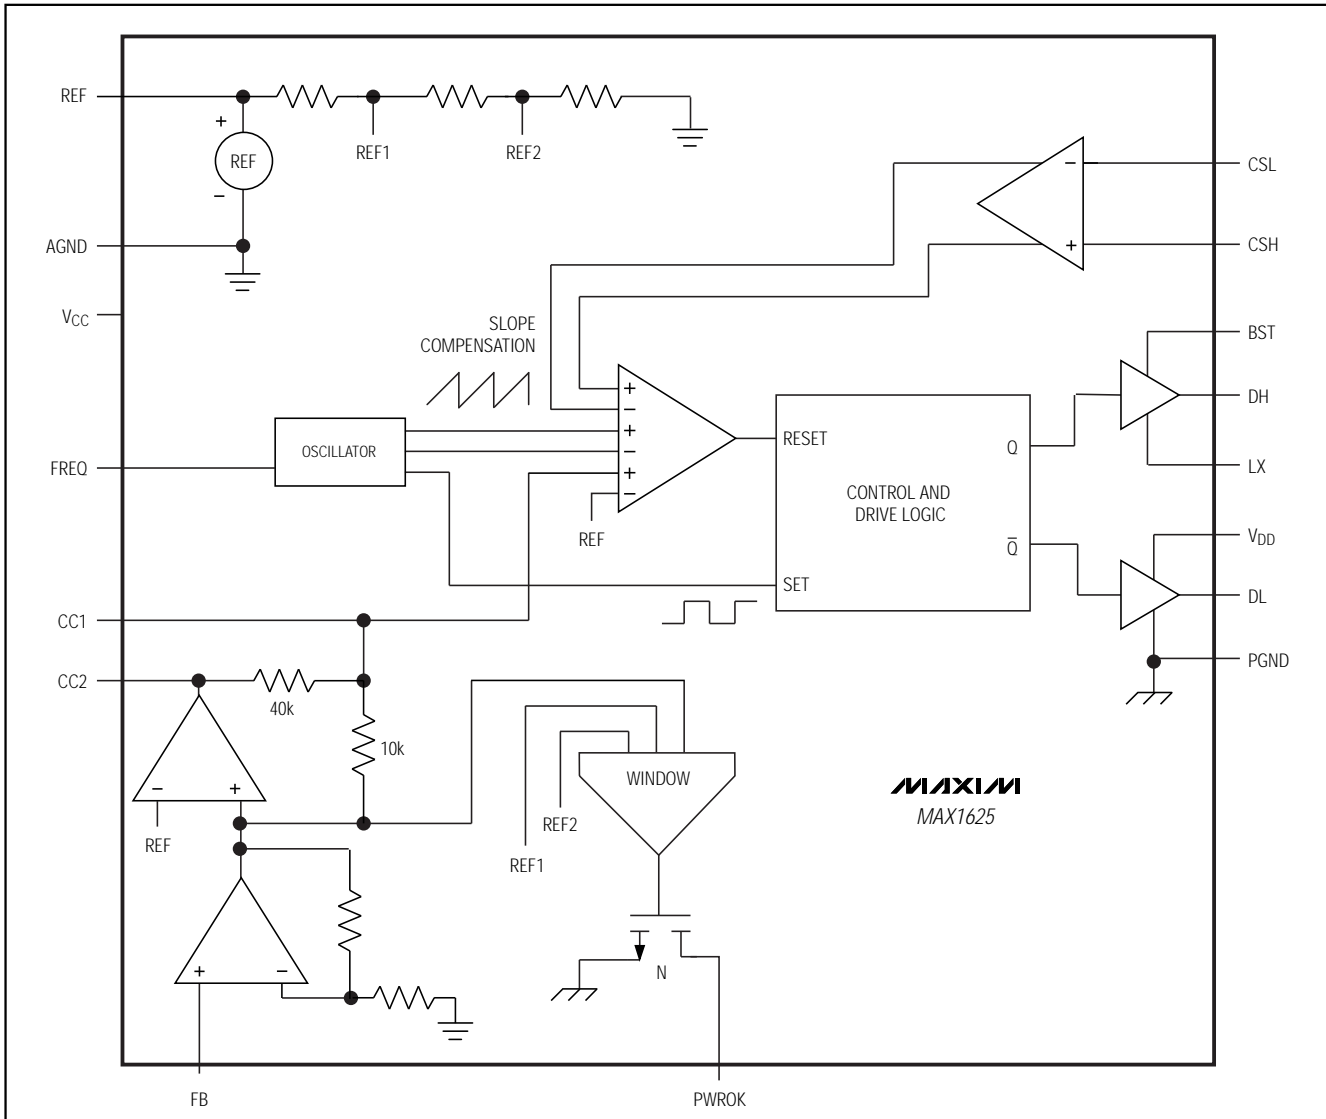 REF
+
REF
−
REF1
REF2
AGND
VCC
−
CSL
+
CSH
SLOPE
COMPENSATION
BST
DH
LX
FREQ
OSCILLATOR
+
−
+
−
+
−
REF
RESET
SET
CONTROL AND
DRIVE LOGIC
Q
Q̅
VDD
DL
PGND
CC1
CC2
40k
10k
−
+
REF
WINDOW
REF2
REF1
MAXIM
MAX1625
+
−
N
FB
PWROK